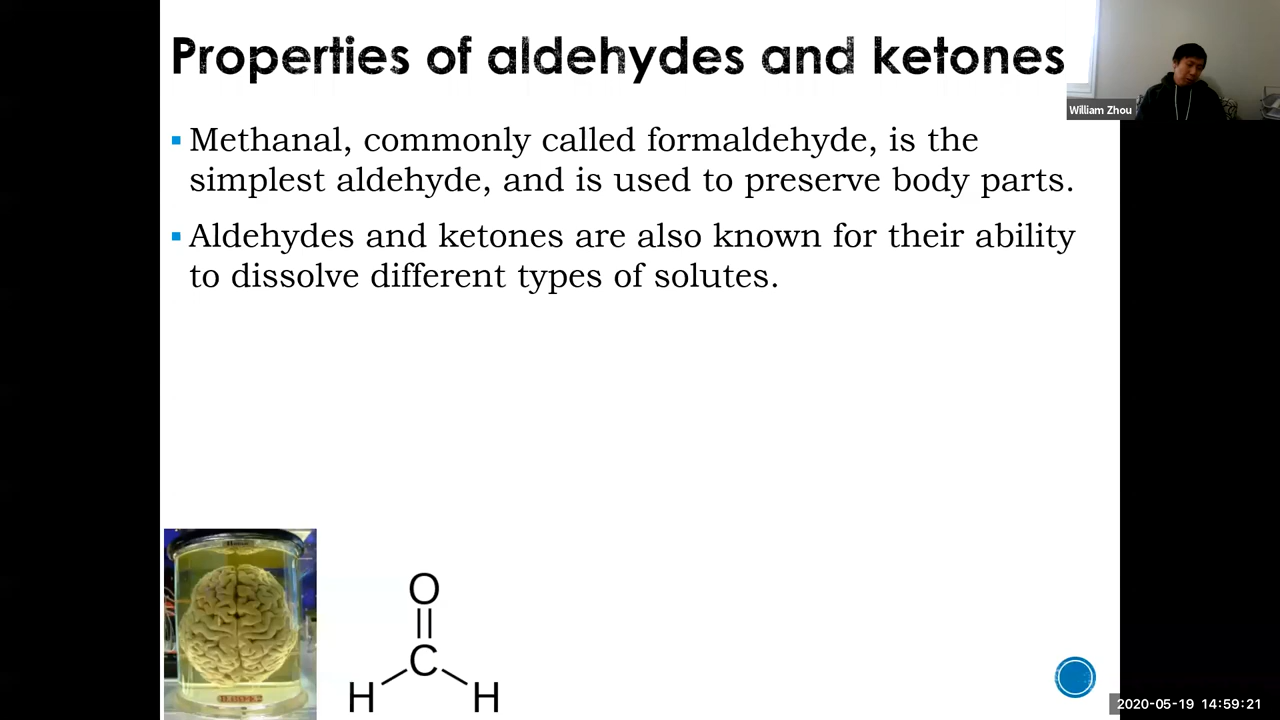 Properties of aldehydes and ketones
William Zhou
▪ Methanal, commonly called formaldehyde, is the
simplest aldehyde, and is used to preserve body parts.
▪ Aldehydes and ketones are also known for their ability
to dissolve different types of solutes.
O
C
H H
2020-05-19 14:59:21